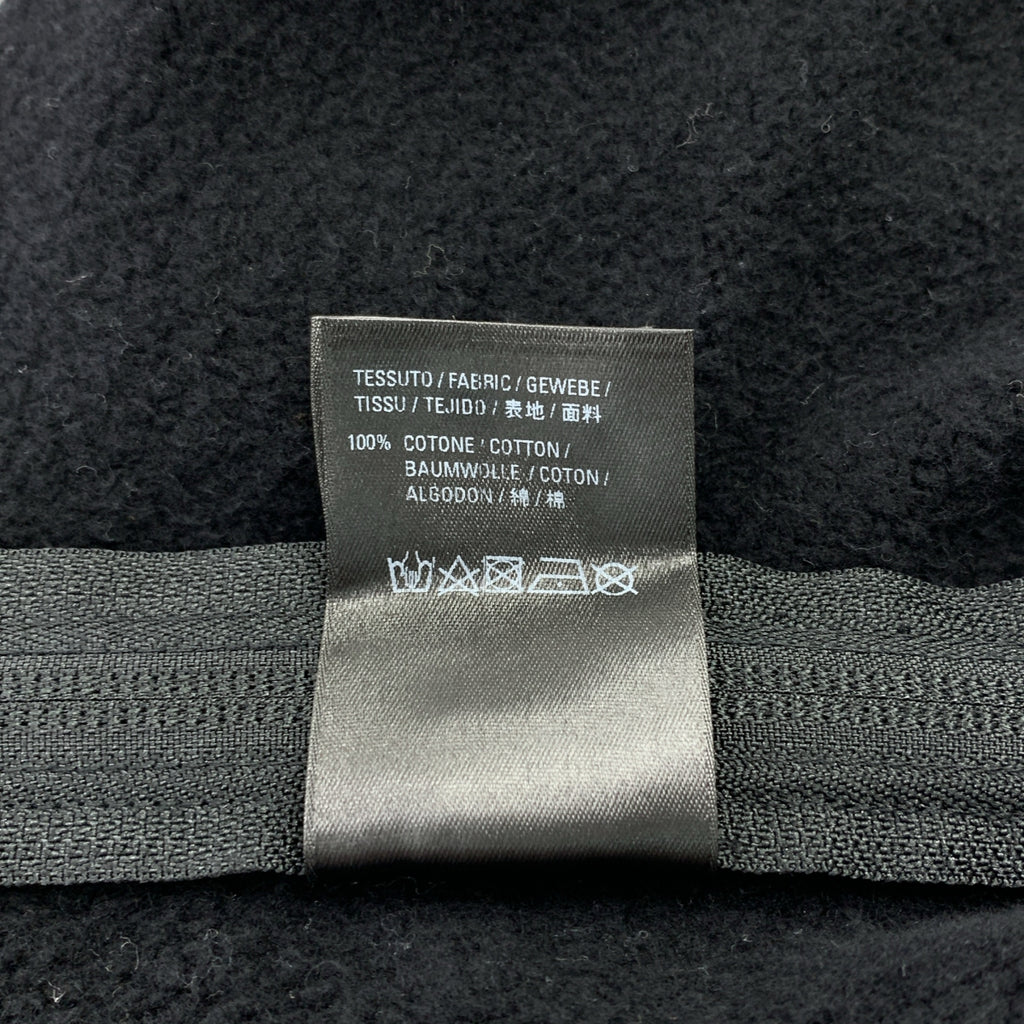 TESSUTO / FABRIC / GEWEBE /
TISSU / TEJIDO / 表地 / 面料
100% COTONE / COTTON /
BAUMWOLLE / COTON /
ALGODON / 綿 / 棉